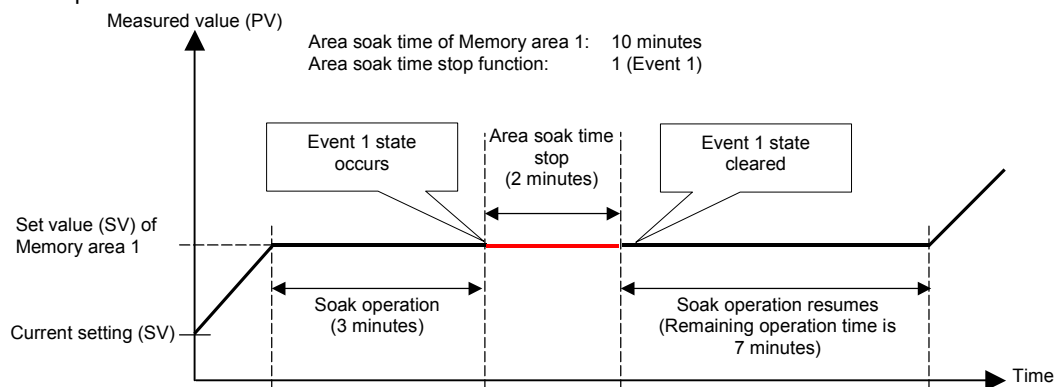 Measured value (PV)
Area soak time of Memory area 1: 10 minutes
Area soak time stop function: 1 (Event 1)
Event 1 state
occurs
Area soak time
stop
(2 minutes)
Event 1 state
cleared
Set value (SV) of
Memory area 1
Soak operation
(3 minutes)
Soak operation resumes
(Remaining operation time is
7 minutes)
Current setting (SV)
Time